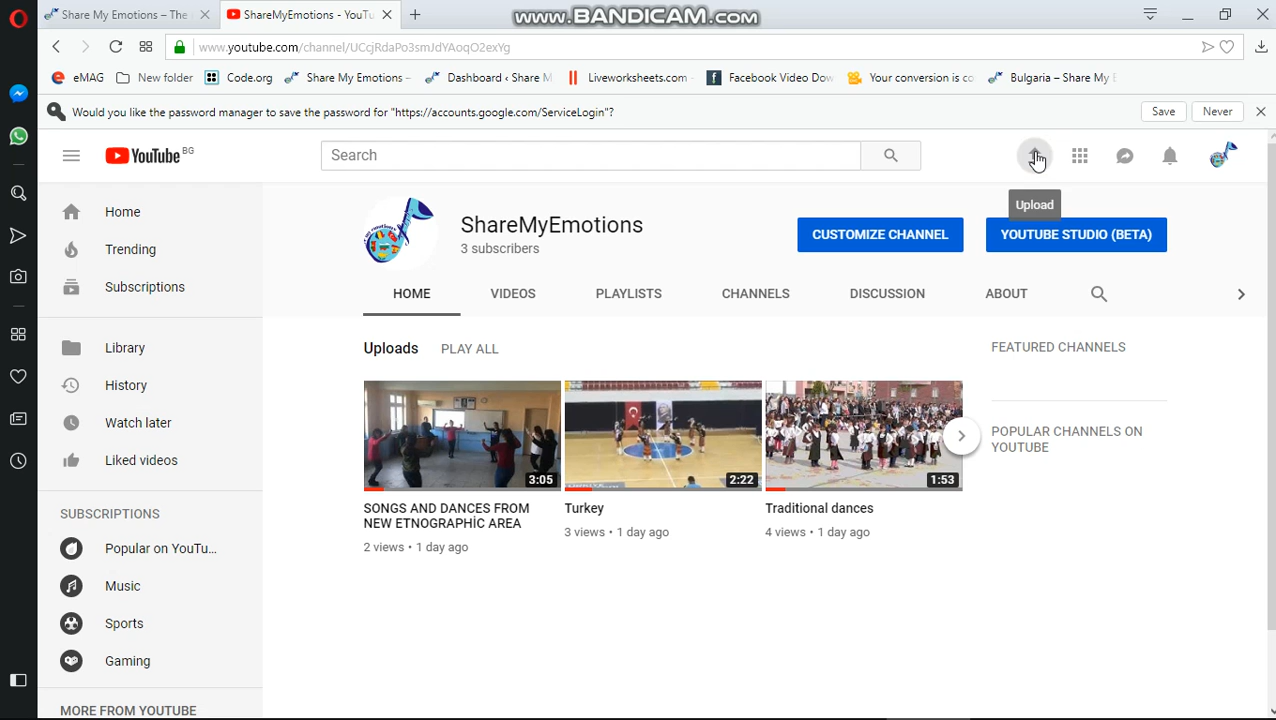 www.BANDICAM.com
Share My Emotions – The
ShareMyEmotions - YouTu
www.youtube.com/channel/UCcjRdaPo3smJdYAoqO2exYg
eMAG
New folder
Code.org
Share My Emotions –
Dashboard ‹ Share M
Liveworksheets.com
Facebook Video Dow
Your conversion is co
Bulgaria – Share My E
Would you like the password manager to save the password for "https://accounts.google.com/ServiceLogin"?
Save
Never
YouTube BG
Search
Upload
Home
Trending
Subscriptions
Library
History
Watch later
Liked videos
SUBSCRIPTIONS
Popular on YouTu...
Music
Sports
Gaming
MORE FROM YOUTUBE
ShareMyEmotions
3 subscribers
CUSTOMIZE CHANNEL
YOUTUBE STUDIO (BETA)
HOME
VIDEOS
PLAYLISTS
CHANNELS
DISCUSSION
ABOUT
Uploads
PLAY ALL
3:05
2:22
1:53
SONGS AND DANCES FROM
NEW ETNOGRAPHİC AREA
2 views • 1 day ago
Turkey
3 views • 1 day ago
Traditional dances
4 views • 1 day ago
FEATURED CHANNELS
POPULAR CHANNELS ON
YOUTUBE